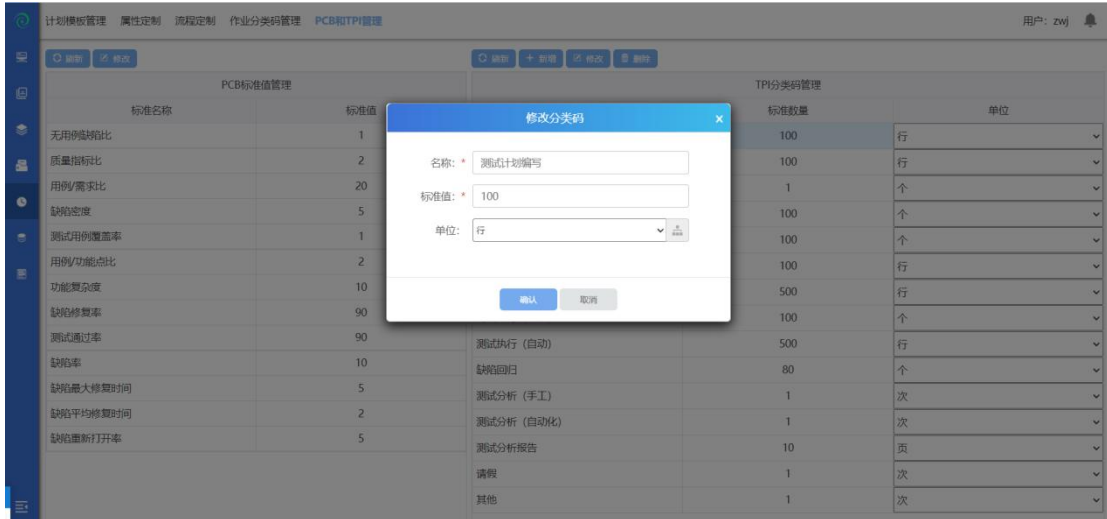 计划模板管理 属性定制 流程定制 作业分类码管理 PCB和TPI管理 用户: zwj
刷新 修改
PCB标准值管理
标准名称 标准值
无用例缺陷比 1
质量指标比 2
用例/需求比 20
缺陷密度 5
测试用例覆盖率 1
用例/功能点比 2
功能复杂度 10
缺陷修复率 90
测试通过率 90
缺陷率 10
缺陷最大修复时间 5
缺陷平均修复时间 2
缺陷重新打开率 5
刷新 新增 修改 删除
TPI分类码管理
标准数量 单位
100 行
100 行
1 个
100 个
100 个
100 行
500 行
100 个
测试执行（自动） 500 行
缺陷回归 80 个
测试分析（手工） 1 次
测试分析（自动化） 1 次
测试分析报告 10 页
请假 1 次
其他 1 次
修改分类码 ×
名称: * 测试计划编写
标准值: * 100
单位: 行
确认 取消